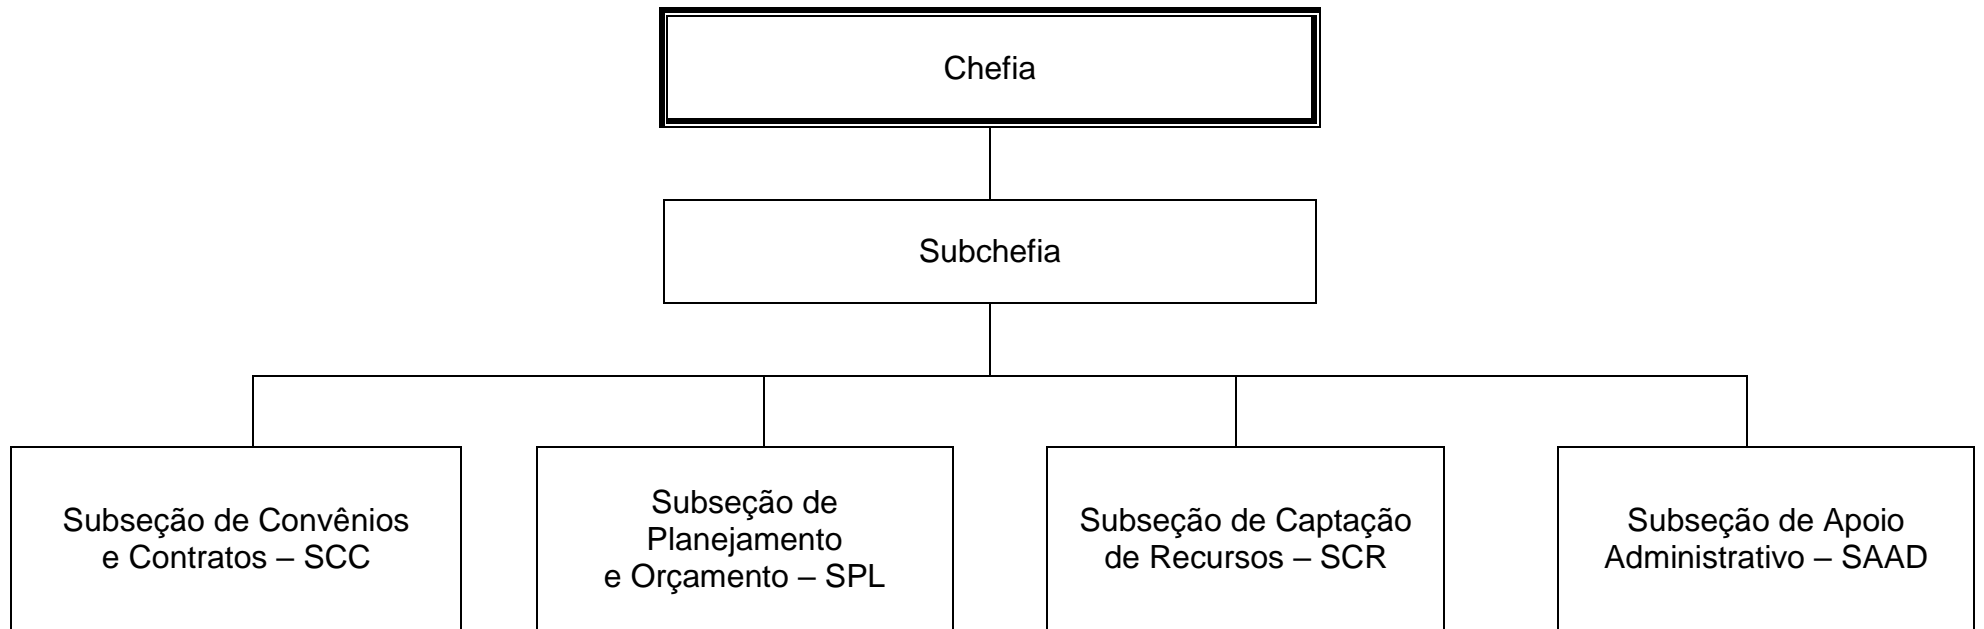 Chefia
Subchefia
Subseção de Convênios
e Contratos – SCC
Subseção de
Planejamento
e Orçamento – SPL
Subseção de Captação
de Recursos – SCR
Subseção de Apoio
Administrativo – SAAD